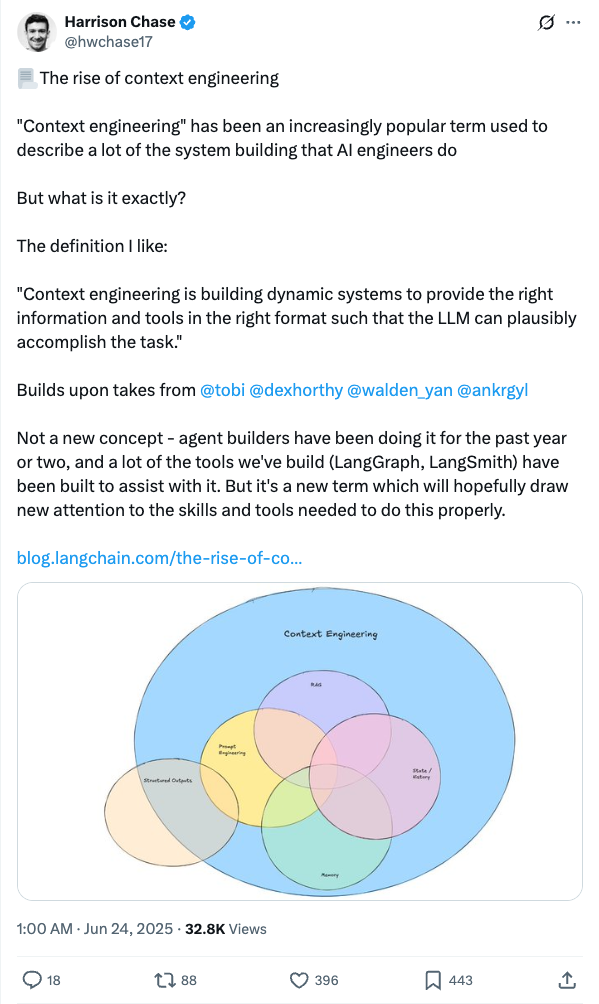 Harrison Chase
@hwchase17
The rise of context engineering
"Context engineering" has been an increasingly popular term used to
describe a lot of the system building that AI engineers do
But what is it exactly?
The definition I like:
"Context engineering is building dynamic systems to provide the right
information and tools in the right format such that the LLM can plausibly
accomplish the task."
Builds upon takes from @tobi @dexhorthy @walden_yan @ankrgyl
Not a new concept - agent builders have been doing it for the past year
or two, and a lot of the tools we've build (LangGraph, LangSmith) have
been built to assist with it. But it's a new term which will hopefully draw
new attention to the skills and tools needed to do this properly.
blog.langchain.com/the-rise-of-co...
Context Engineering
RAG
Prompt
Engineering
State /
History
Structured Outputs
Memory
1:00 AM · Jun 24, 2025 · 32.8K Views
18 88 396 443